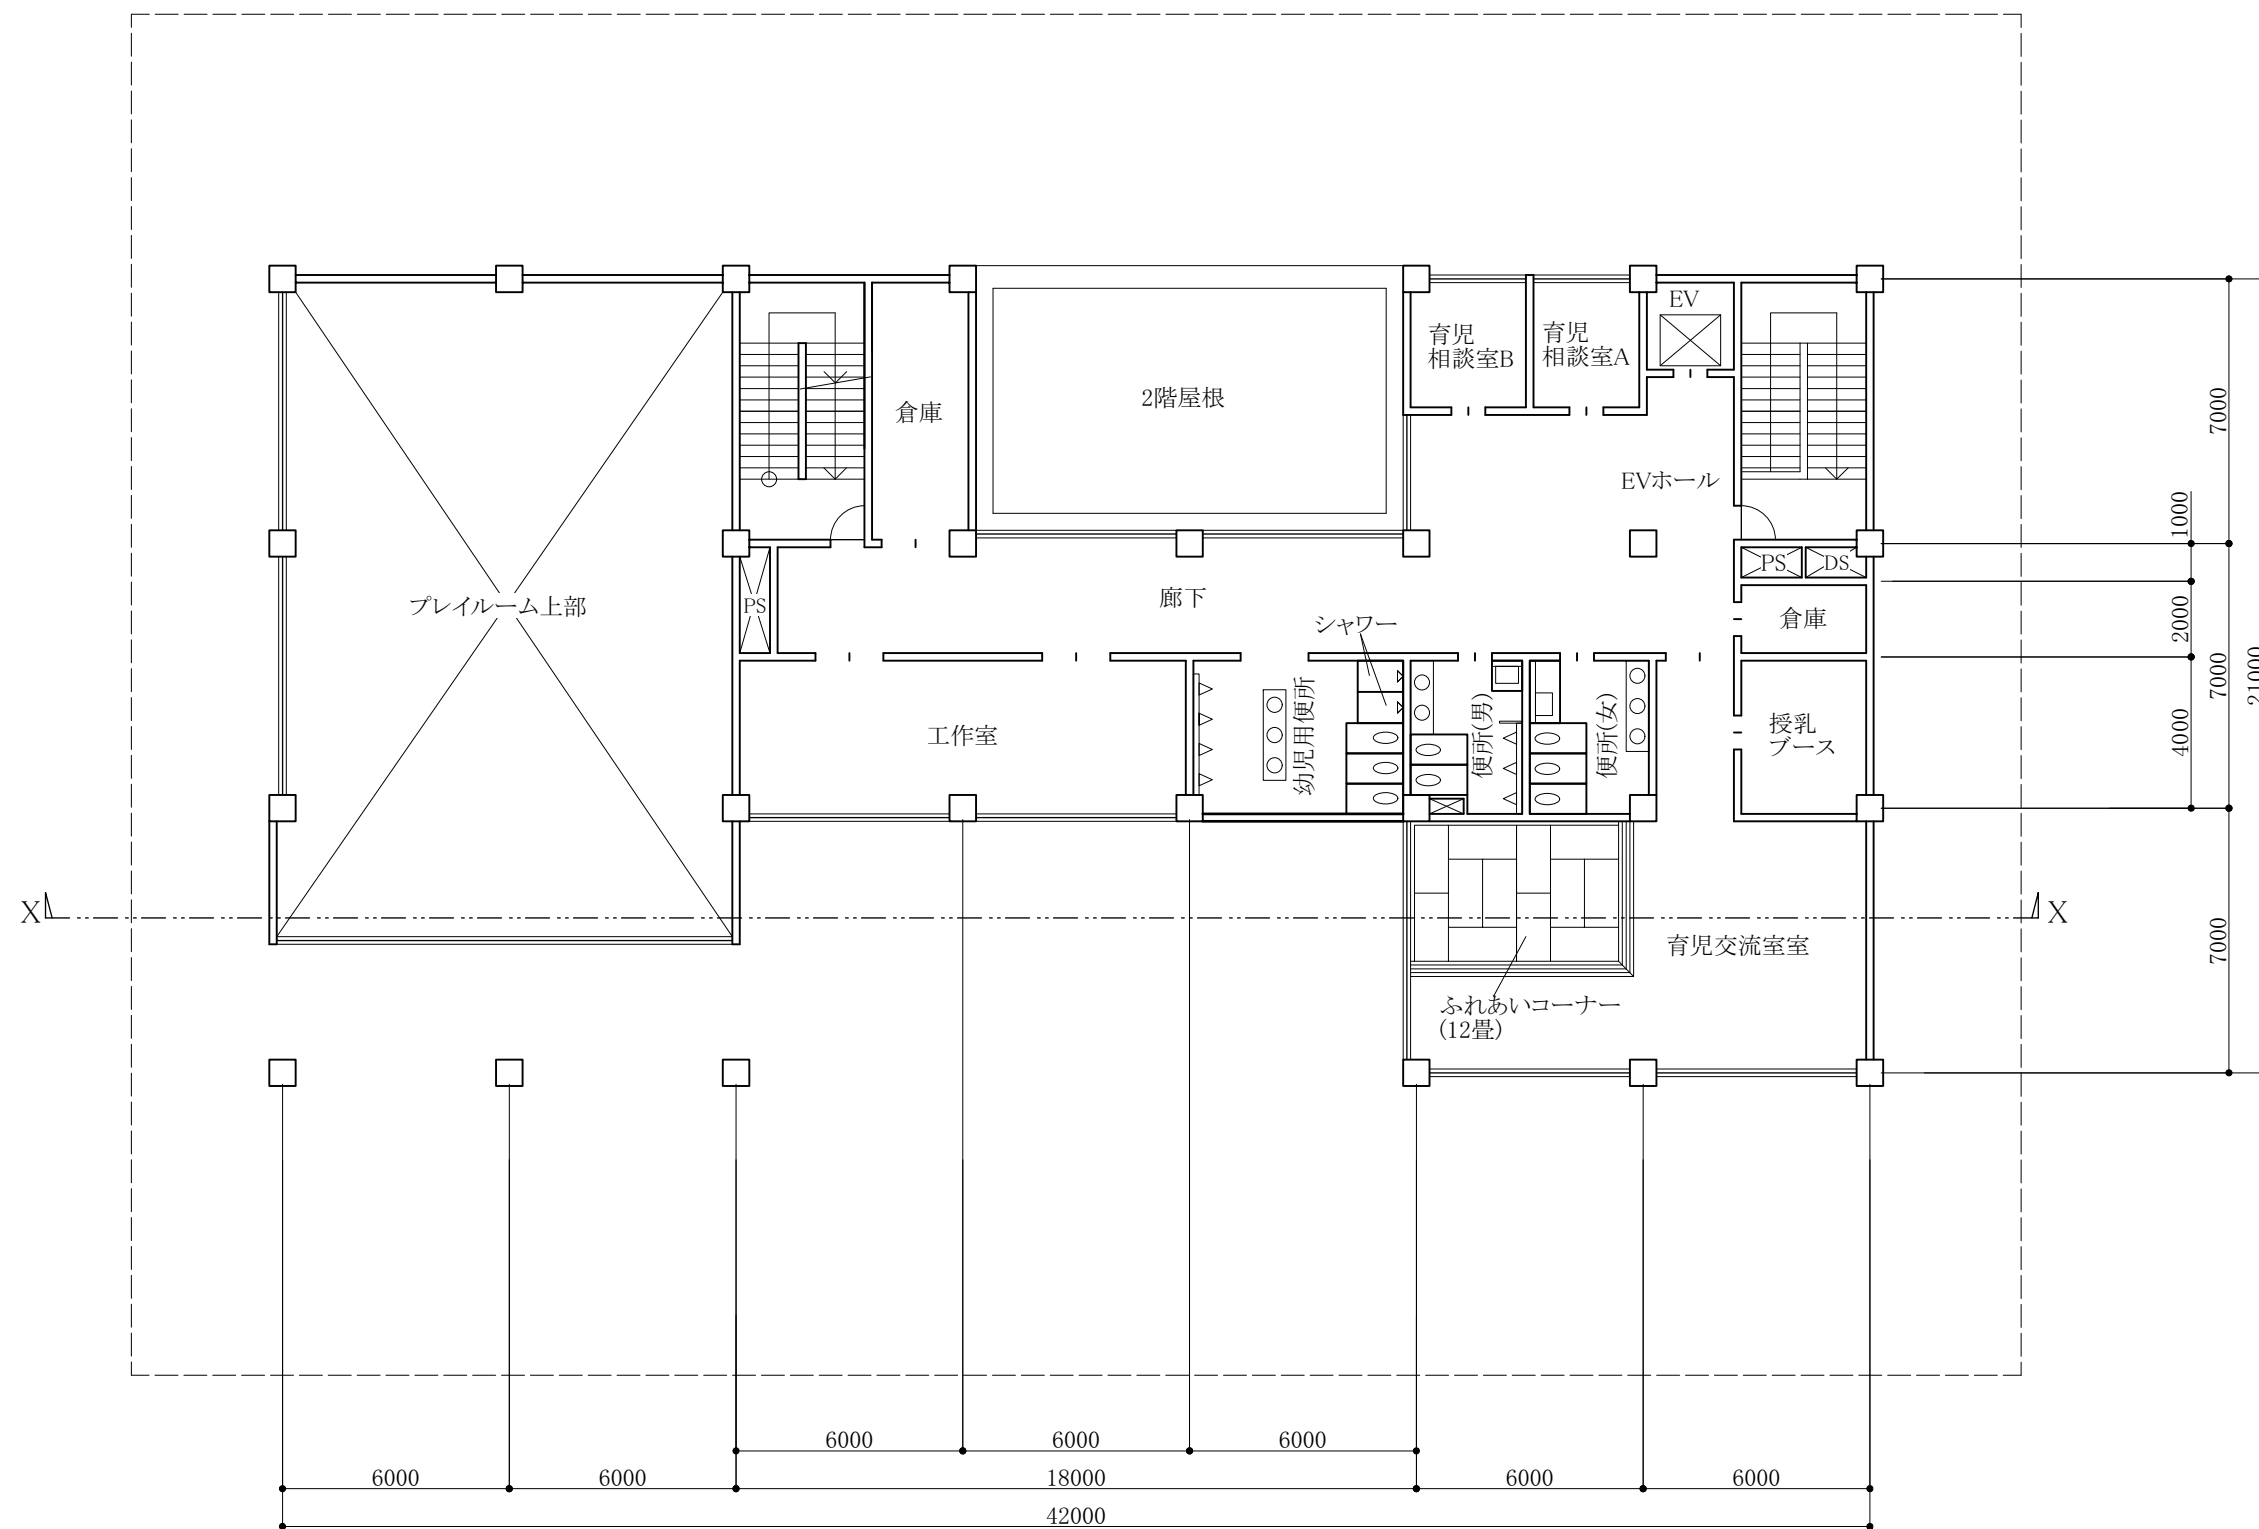 EV
育児
相談室B
育児
相談室A
2階屋根
倉庫
EVホール
7000
1000
PS
DS
プレイルーム上部
PS
廊下
シャワー
倉庫
2000
7000
21000
工作室
幼児用便所
便所(男)
便所(女)
授乳
ブース
4000
X
X
育児交流室室
7000
ふれあいコーナー
(12畳)
6000
6000
6000
6000
6000
18000
6000
6000
42000